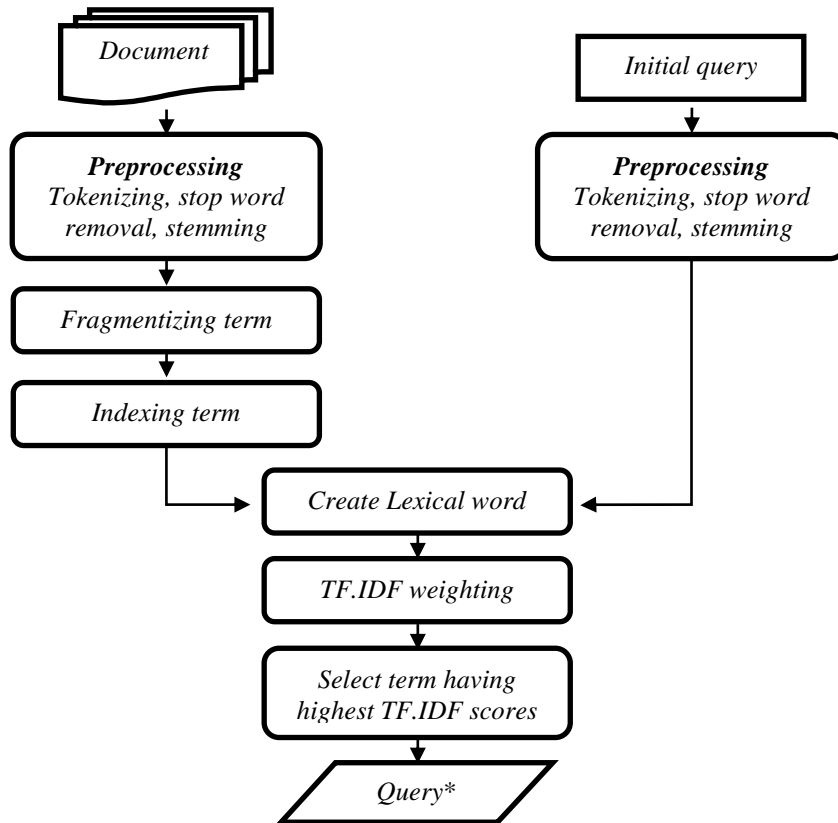 Document
Initial query
Preprocessing
Tokenizing, stop word
removal, stemming
Preprocessing
Tokenizing, stop word
removal, stemming
Fragmentizing term
Indexing term
Create Lexical word
TF.IDF weighting
Select term having
highest TF.IDF scores
Query*